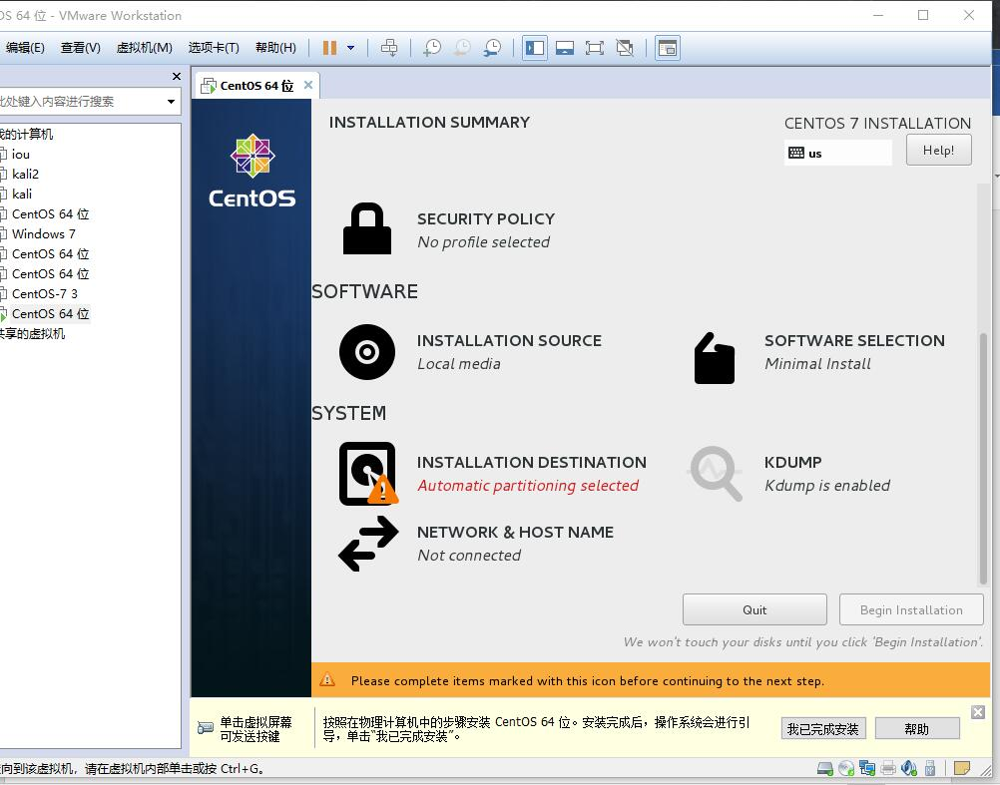 OS 64 位 - VMware Workstation
编辑(E) 查看(V) 虚拟机(M) 选项卡(T) 帮助(H)
此处键入内容进行搜索
我的计算机
iou
kali2
kali
CentOS 64 位
Windows 7
CentOS 64 位
CentOS 64 位
CentOS-7 3
CentOS 64 位
共享的虚拟机
CentOS 64 位
CentOS
INSTALLATION SUMMARY
CENTOS 7 INSTALLATION
us
Help!
SECURITY POLICY
No profile selected
SOFTWARE
INSTALLATION SOURCE
Local media
SOFTWARE SELECTION
Minimal Install
SYSTEM
INSTALLATION DESTINATION
Automatic partitioning selected
KDUMP
Kdump is enabled
NETWORK & HOST NAME
Not connected
Quit
Begin Installation
We won't touch your disks until you click 'Begin Installation'.
Please complete items marked with this icon before continuing to the next step.
单击虚拟屏幕
可发送按键
按照在物理计算机中的步骤安装 CentOS 64 位。安装完成后，操作系统会进行引
导，单击“我已完成安装”。
我已完成安装
帮助
向到该虚拟机，请在虚拟机内部单击或按 Ctrl+G。